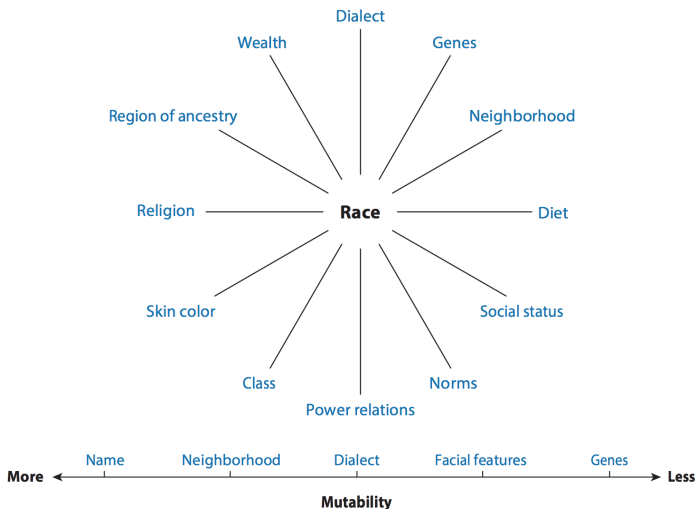 Dialect
Wealth
Genes
Region of ancestry
Neighborhood
Religion
Race
Diet
Skin color
Social status
Class
Norms
Power relations
Name
Neighborhood
Dialect
Facial features
Genes
More
Less
Mutability